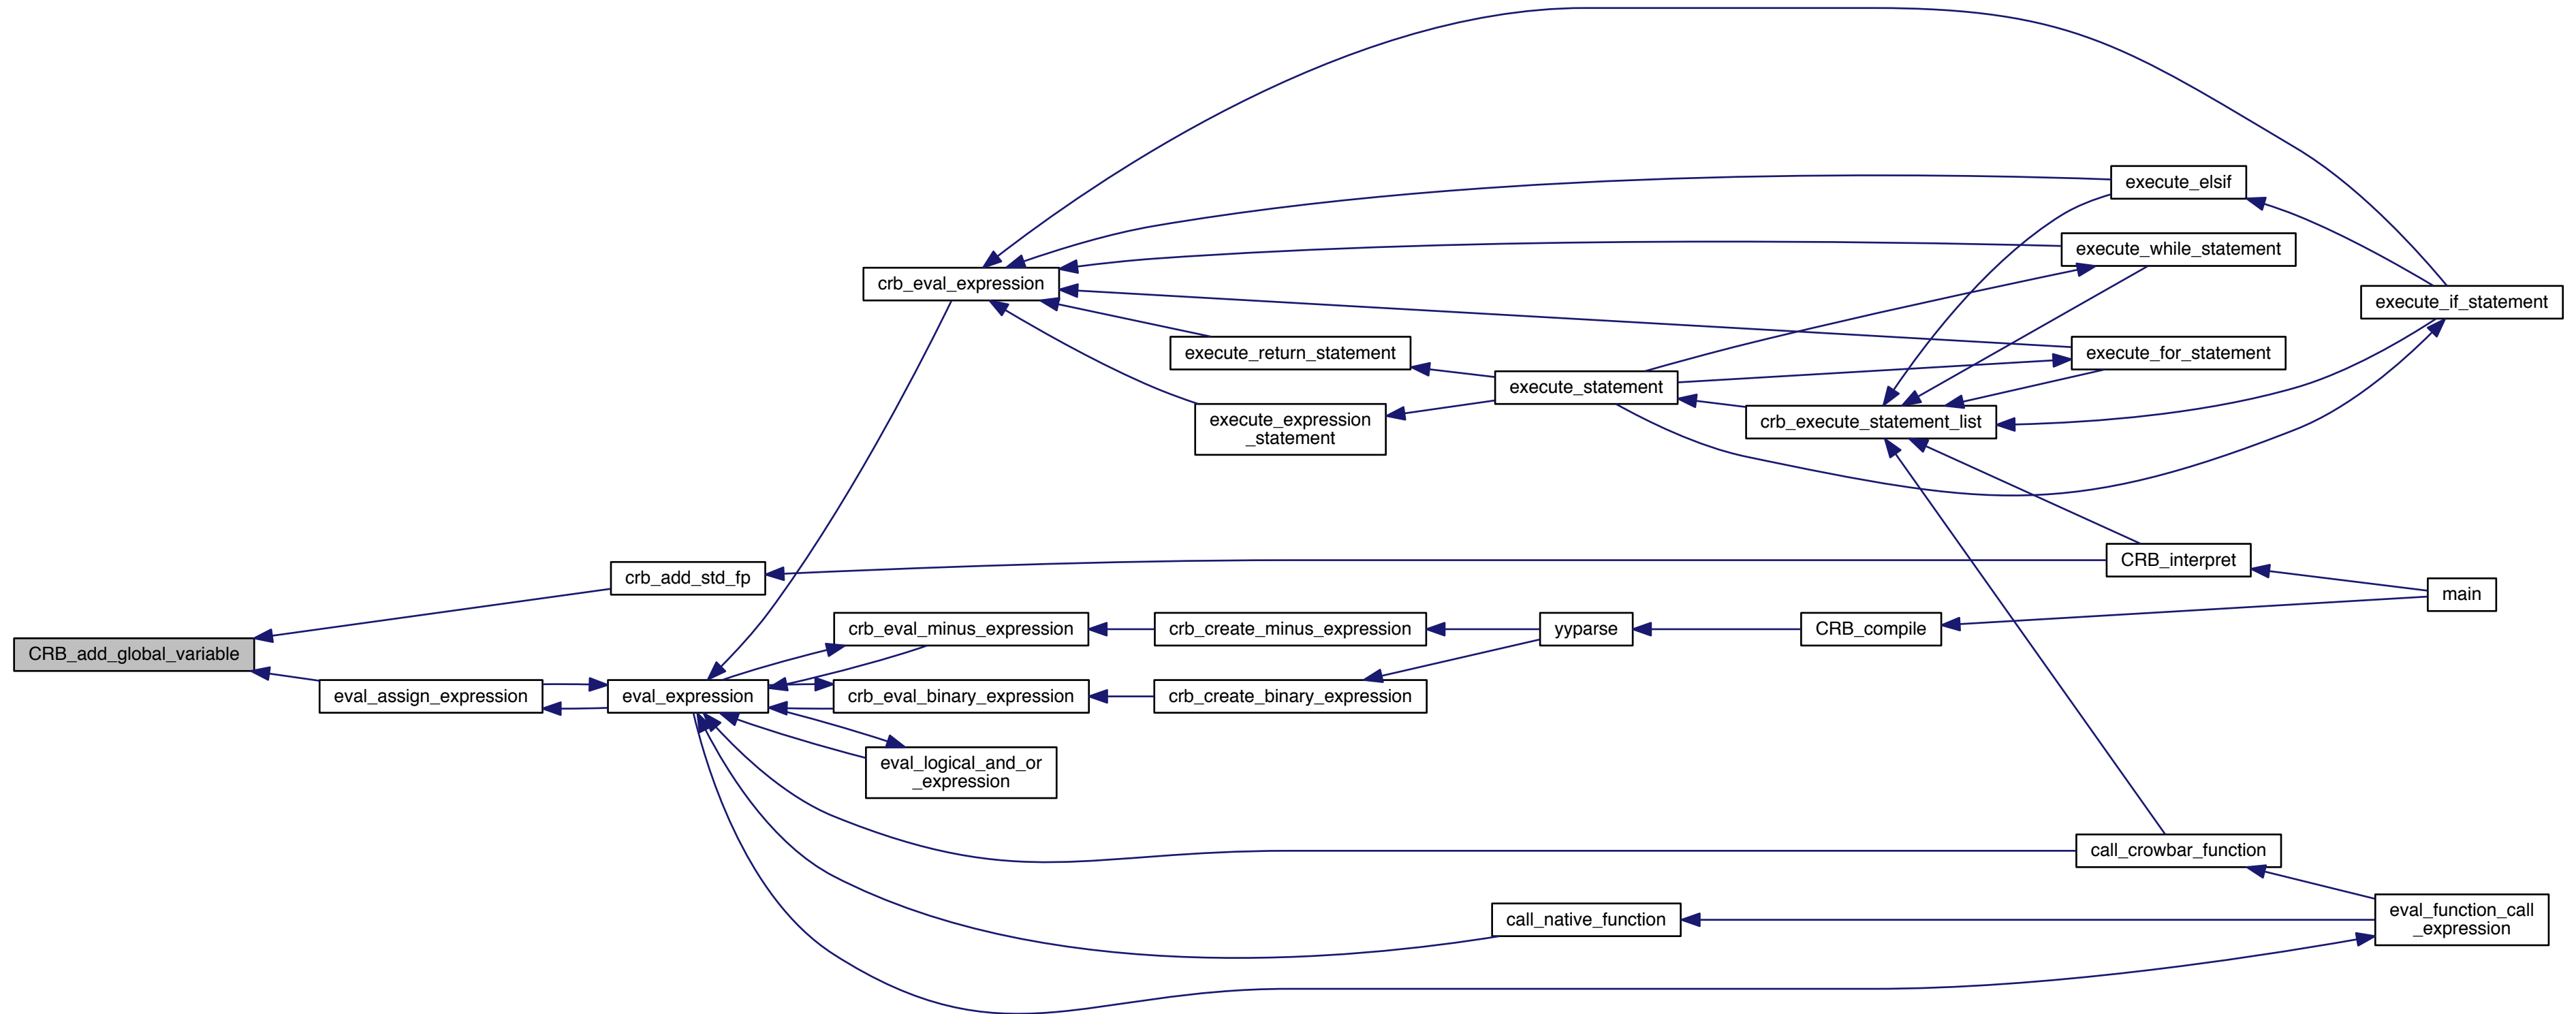 execute_elsif
execute_while_statement
crb_eval_expression
execute_if_statement
execute_return_statement
execute_for_statement
execute_statement
execute_expression
_statement
crb_execute_statement_list
CRB_interpret
crb_add_std_fp
main
crb_eval_minus_expression
crb_create_minus_expression
yyparse
CRB_compile
CRB_add_global_variable
eval_assign_expression
eval_expression
crb_eval_binary_expression
crb_create_binary_expression
eval_logical_and_or
_expression
call_crowbar_function
call_native_function
eval_function_call
_expression